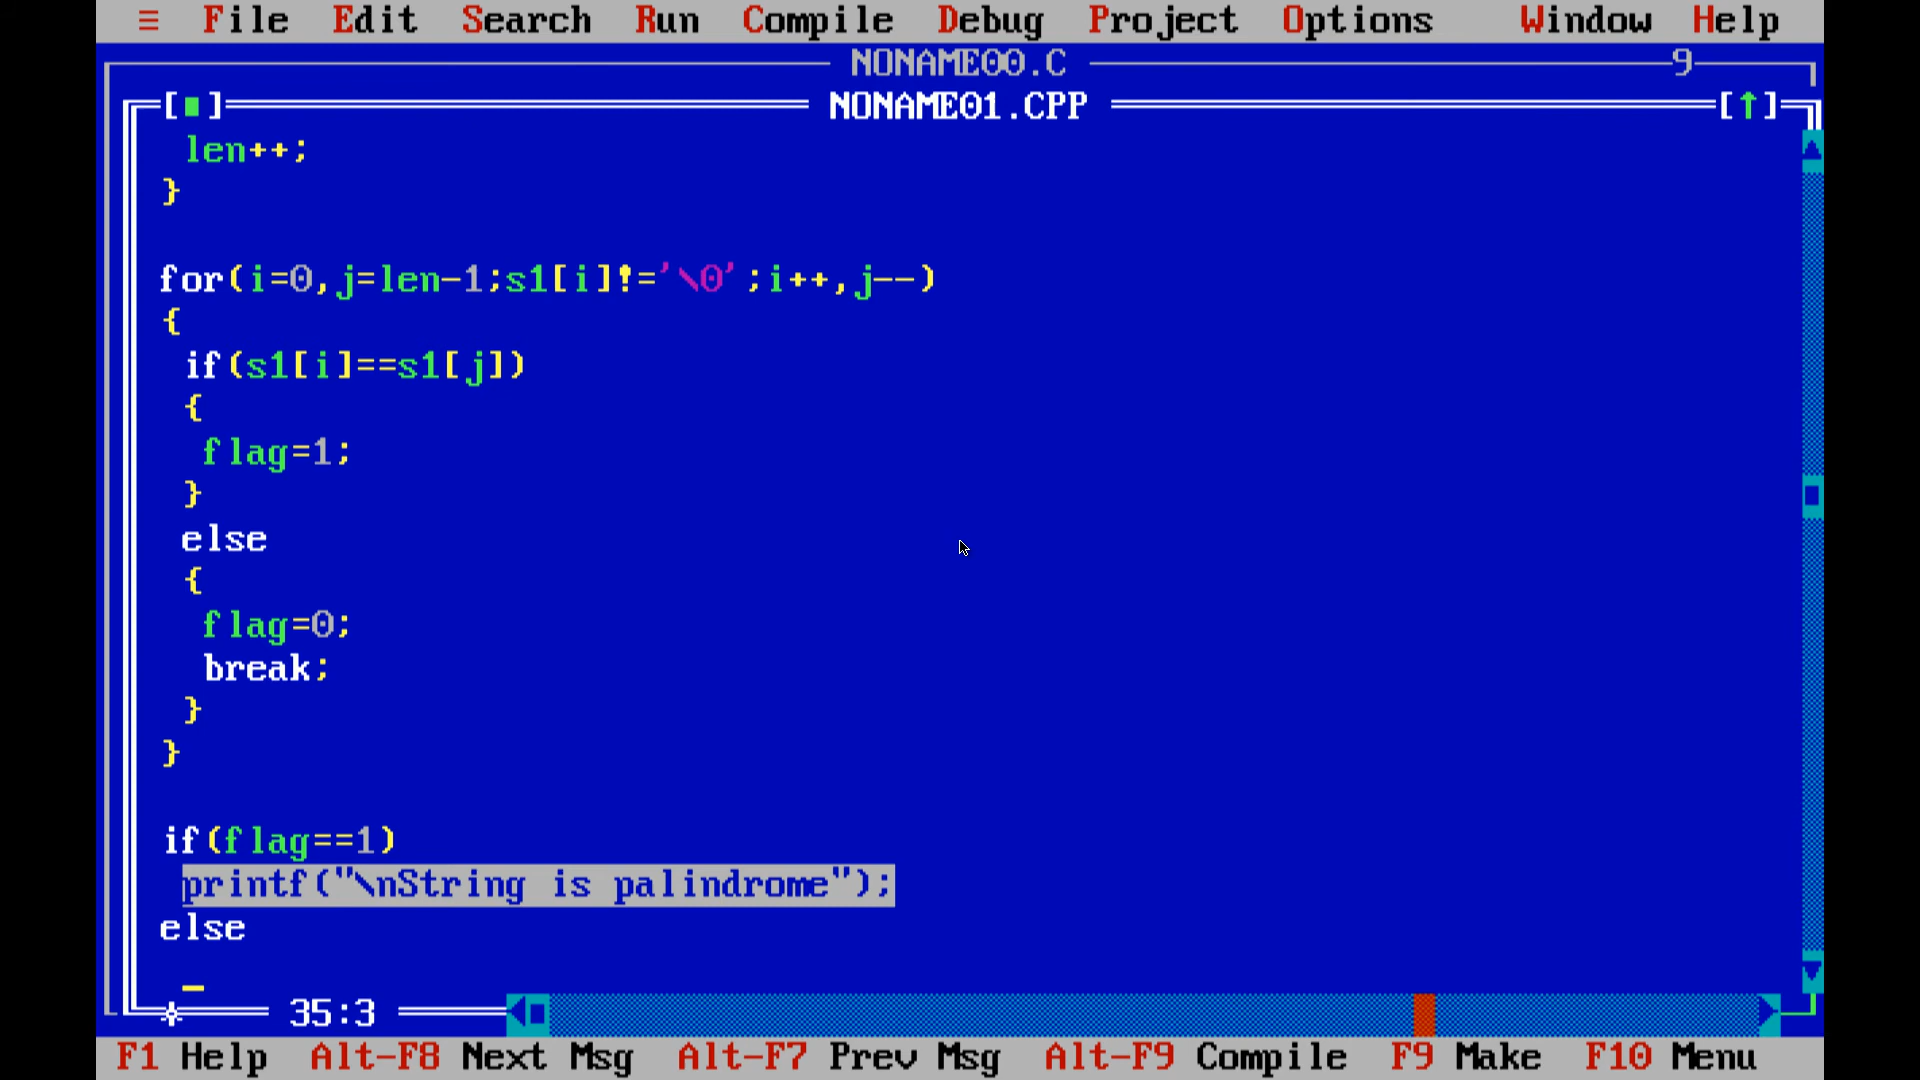 ≡ File Edit Search Run Compile Debug Project Options Window Help
NONAME00.C 9
[■] NONAME01.CPP [↑]
len++;
}
for(i=0,j=len-1;s1[i]!='\0';i++,j--)
{
if(s1[i]==s1[j])
{
flag=1;
}
else
{
flag=0;
break;
}
}
if(flag==1)
printf("\nString is palindrome");
else
35:3
F1 Help Alt-F8 Next Msg Alt-F7 Prev Msg Alt-F9 Compile F9 Make F10 Menu